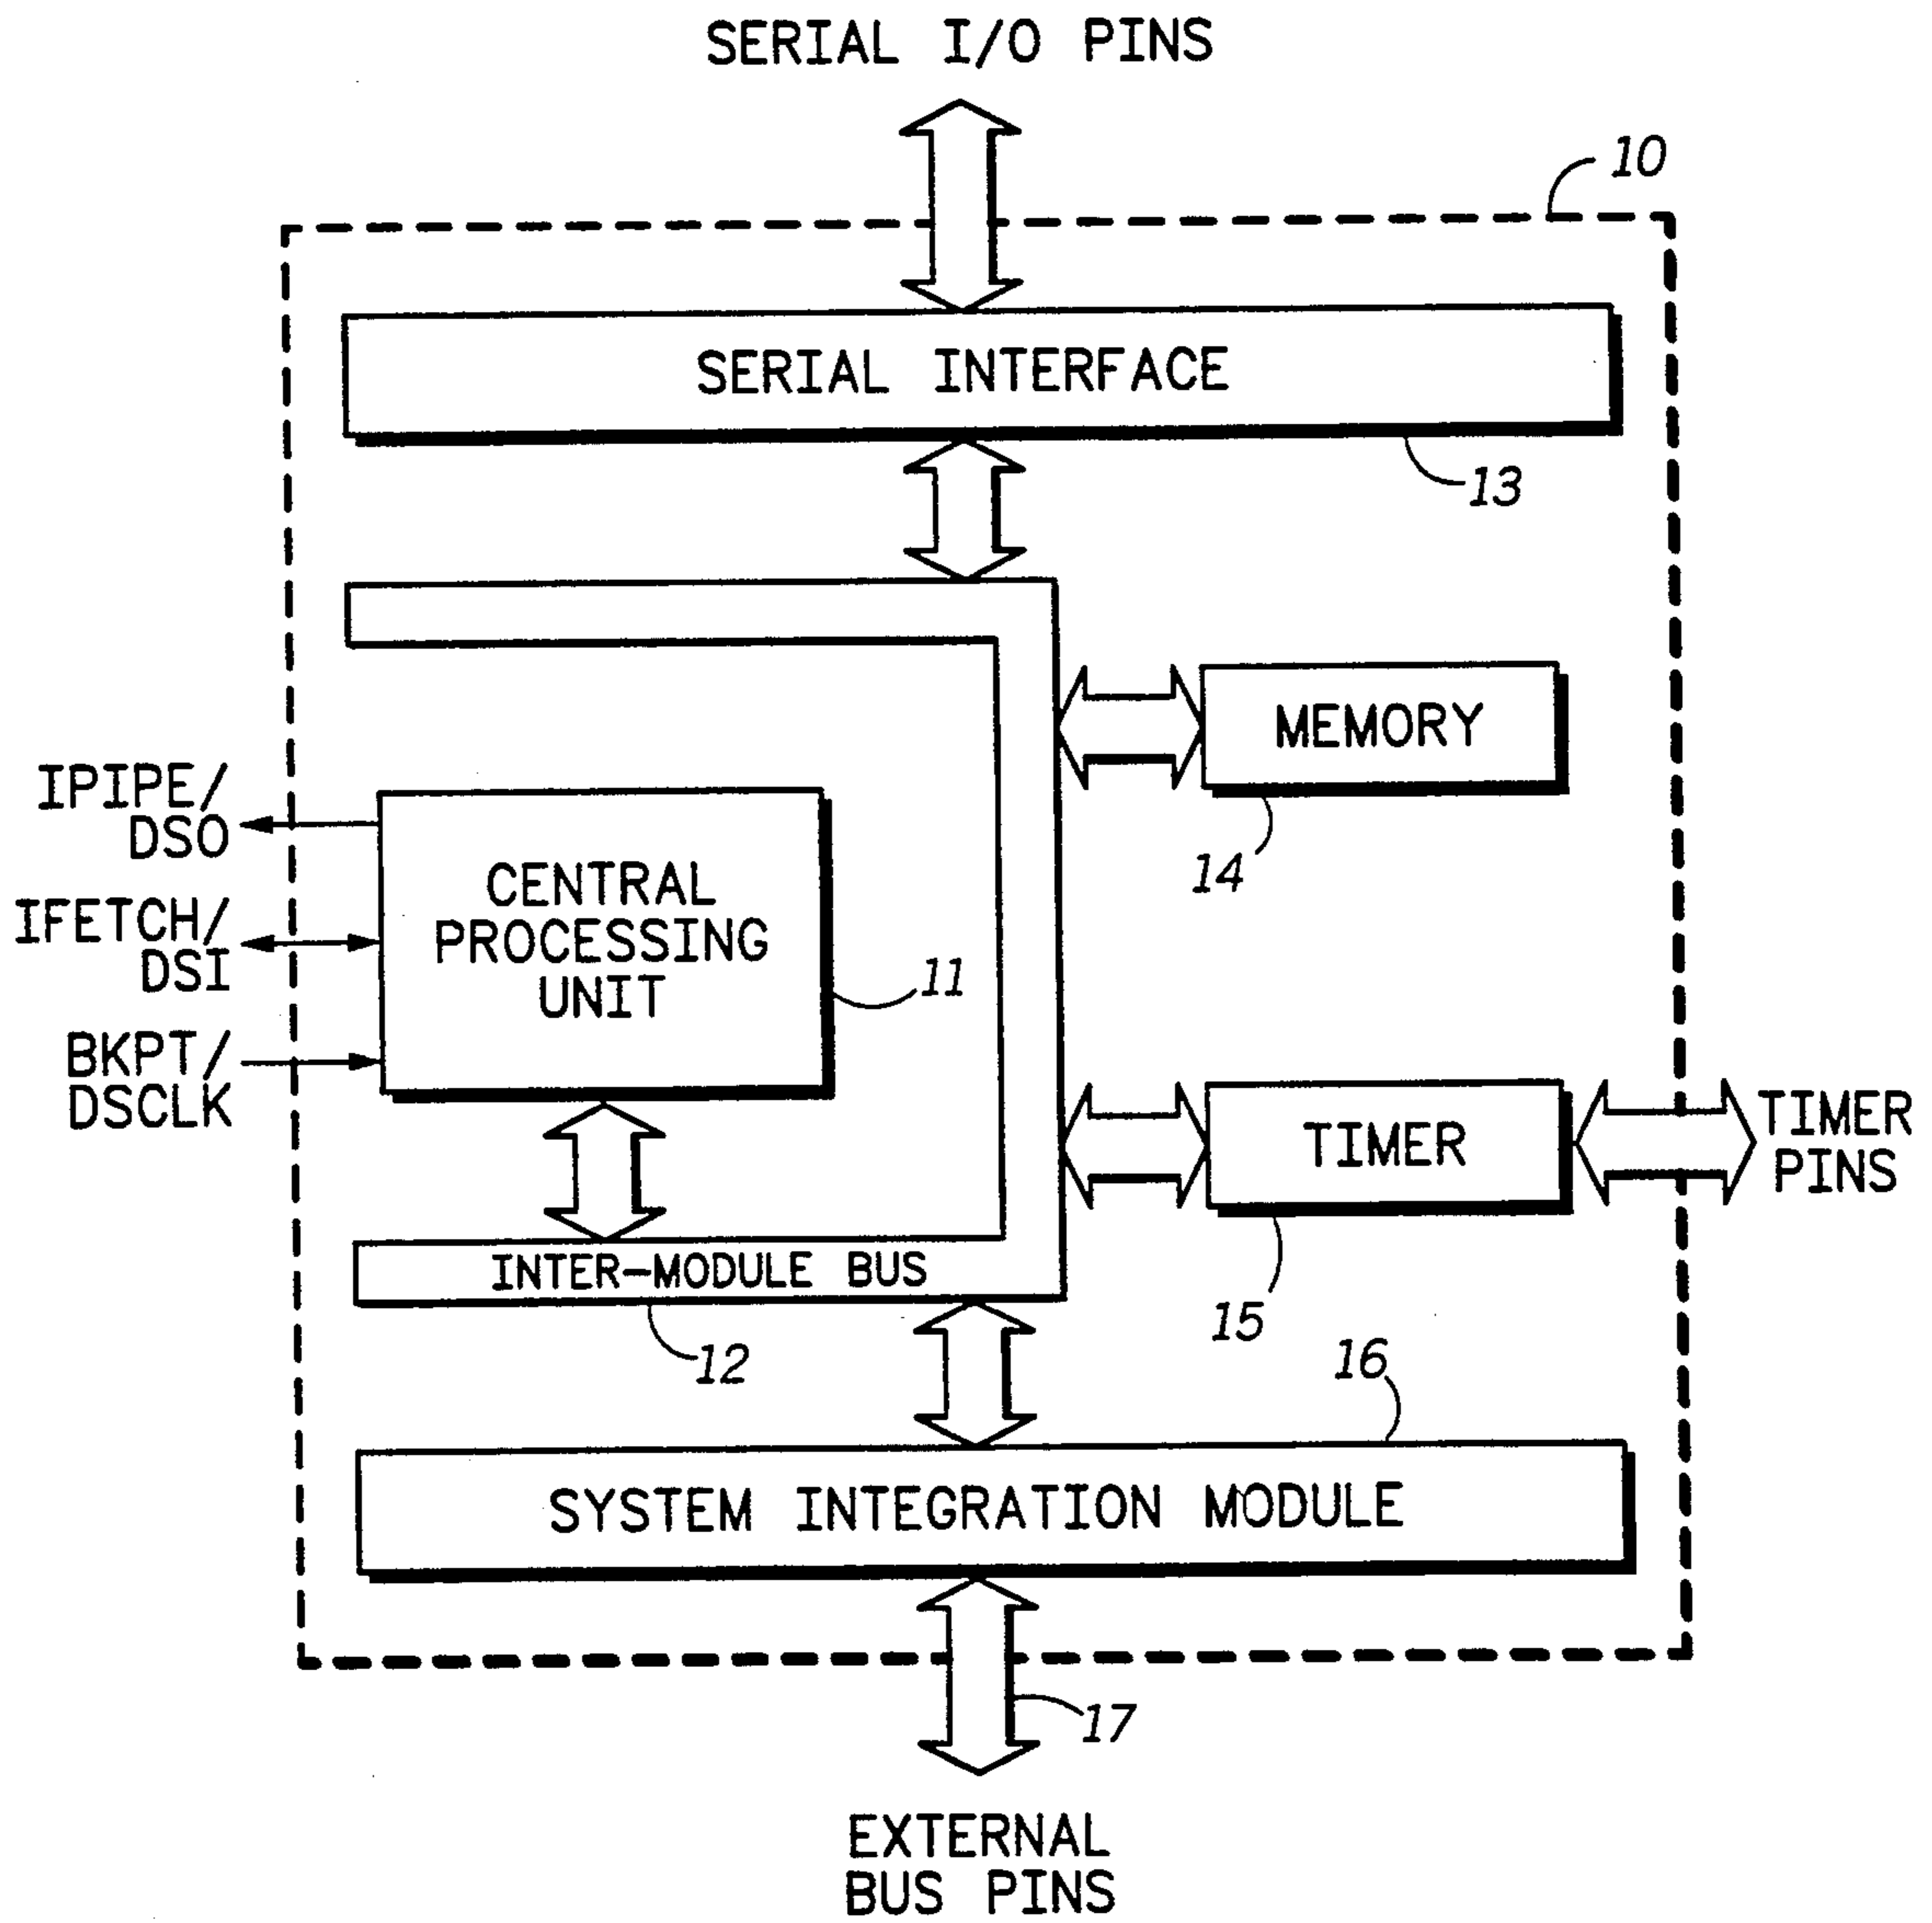 SERIAL I/O PINS
10
SERIAL INTERFACE
13
MEMORY
14
IPIPE/
DSO
IFETCH/
DSI
BKPT/
DSCLK
CENTRAL
PROCESSING
UNIT
11
TIMER
15
TIMER
PINS
INTER-MODULE BUS
12
16
SYSTEM INTEGRATION MODULE
17
EXTERNAL
BUS PINS